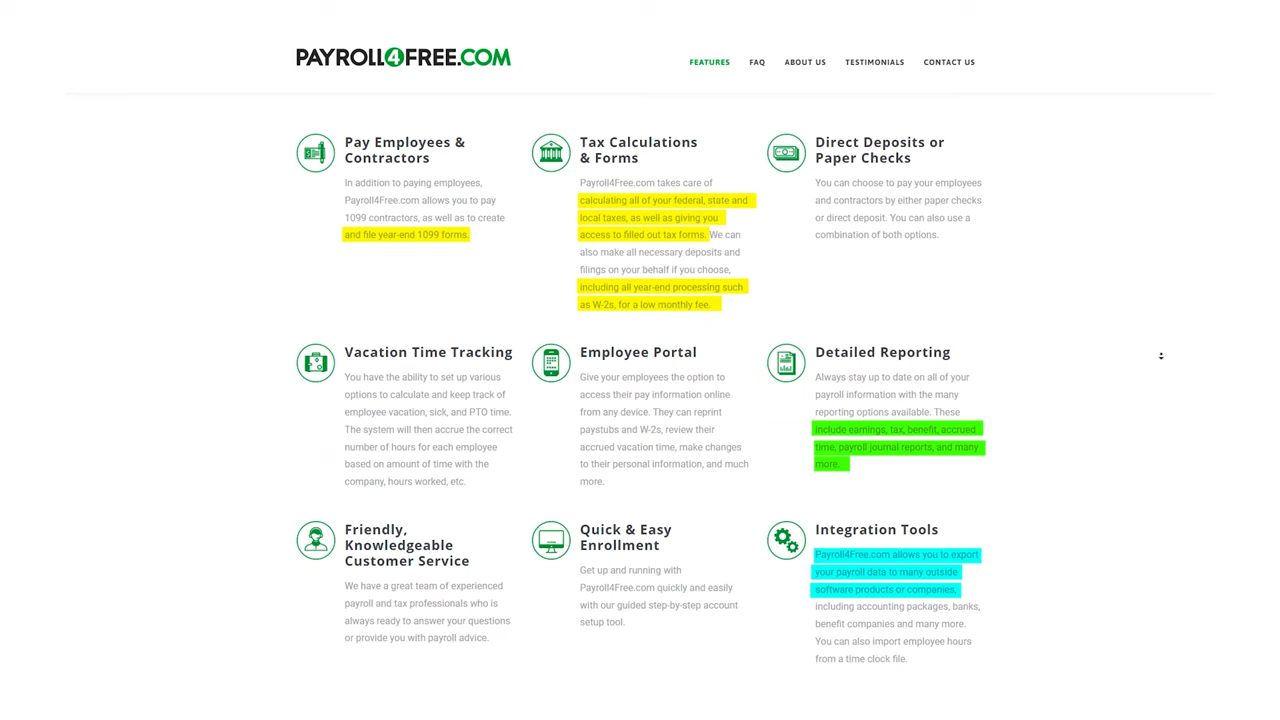 PAYROLL4FREE.COM
FEATURES FAQ ABOUT US TESTIMONIALS CONTACT US
Pay Employees &
Contractors
In addition to paying employees,
Payroll4Free.com allows you to pay
1099 contractors, as well as to create
and file year-end 1099 forms.
Tax Calculations
& Forms
Payroll4Free.com takes care of
calculating all of your federal, state and
local taxes, as well as giving you
access to filled out tax forms. We can
also make all necessary deposits and
filings on your behalf if you choose,
including all year-end processing such
as W-2s, for a low monthly fee.
Direct Deposits or
Paper Checks
You can choose to pay your employees
and contractors by either paper checks
or direct deposit. You can also use a
combination of both options.
Vacation Time Tracking
You have the ability to set up various
options to calculate and keep track of
employee vacation, sick, and PTO time.
The system will then accrue the correct
number of hours for each employee
based on amount of time with the
company, hours worked, etc.
Employee Portal
Give your employees the option to
access their pay information online
from any device. They can reprint
paystubs and W-2s, review their
accrued vacation time, make changes
to their personal information, and much
more.
Detailed Reporting
Always stay up to date on all of your
payroll information with the many
reporting options available. These
include earnings, tax, benefit, accrued
time, payroll journal reports, and many
more.
Friendly,
Knowledgeable
Customer Service
We have a great team of experienced
payroll and tax professionals who is
always ready to answer your questions
or provide you with payroll advice.
Quick & Easy
Enrollment
Get up and running with
Payroll4Free.com quickly and easily
with our guided step-by-step account
setup tool.
Integration Tools
Payroll4Free.com allows you to export
your payroll data to many outside
software products or companies,
including accounting packages, banks,
benefit companies and many more.
You can also import employee hours
from a time clock file.